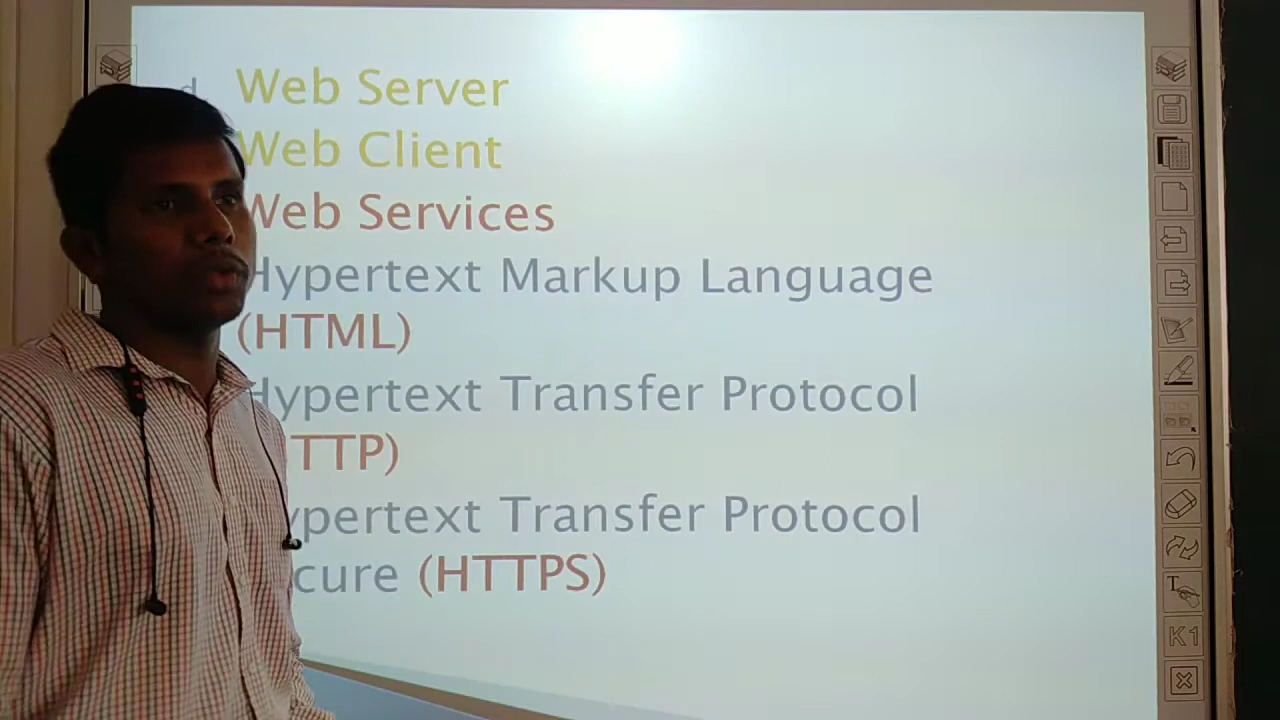 d. Web Server
Web Client
Web Services
Hypertext Markup Language
(HTML)
Hypertext Transfer Protocol
TTP)
ypertext Transfer Protocol
cure (HTTPS)
T
K1